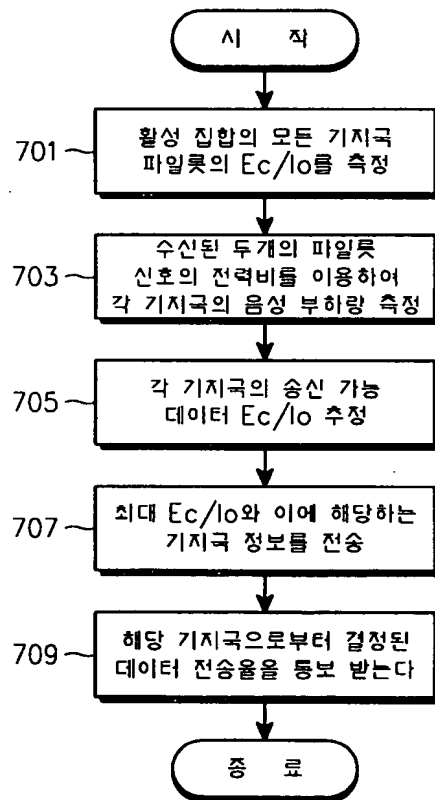 시 작
701
활성 집합의 모든 기지국
파일롯의 Ec/Io를 측정
703
수신된 두개의 파일롯
신호의 전력비를 이용하여
각 기지국의 음성 부하량 측정
705
각 기지국의 송신 가능
데이터 Ec/Io 추정
707
최대 Ec/Io와 이에 해당하는
기지국 정보를 전송
709
해당 기지국으로부터 결정된
데이터 전송율을 통보 받는다
종 료